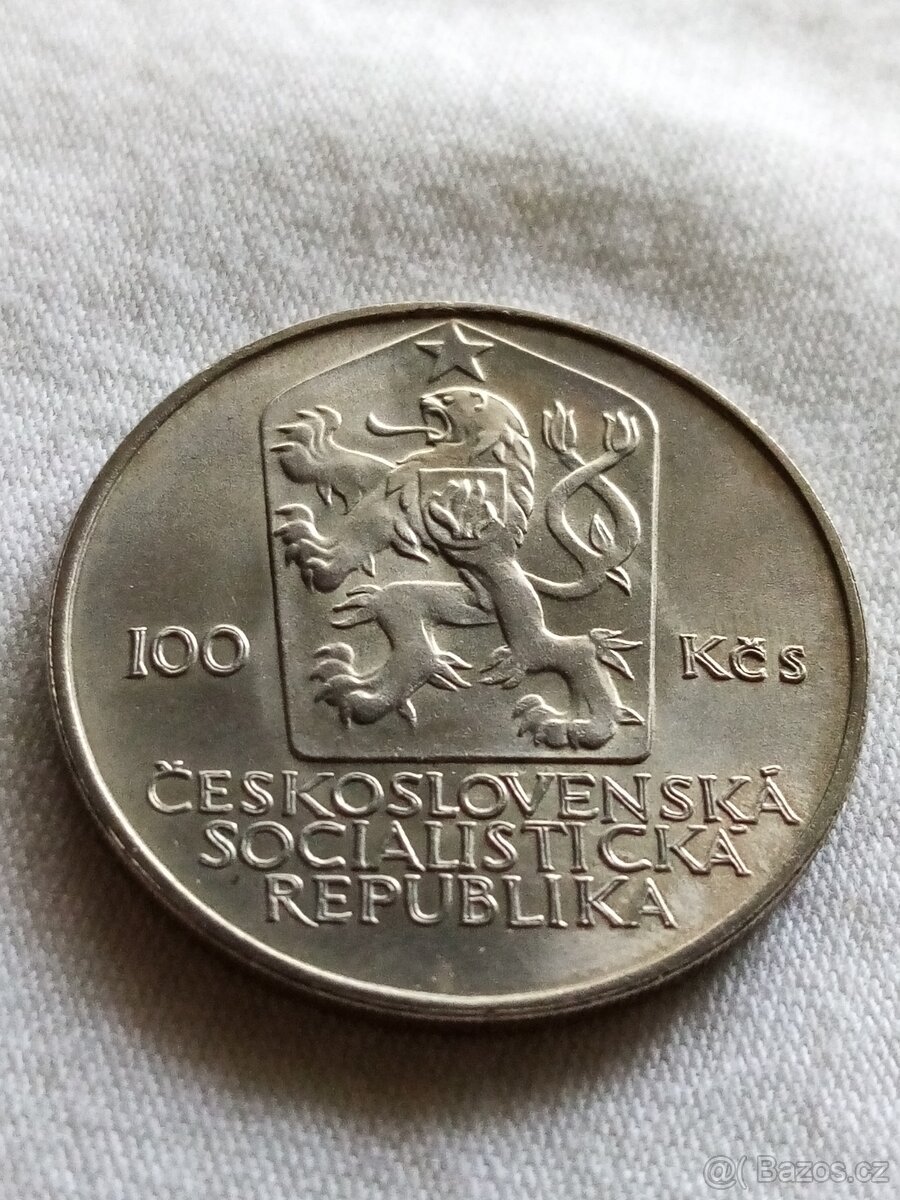 100 Kčs
ČESKOSLOVENSKÁ
SOCIALISTICKÁ
REPUBLIKA
@( Bazos.cz